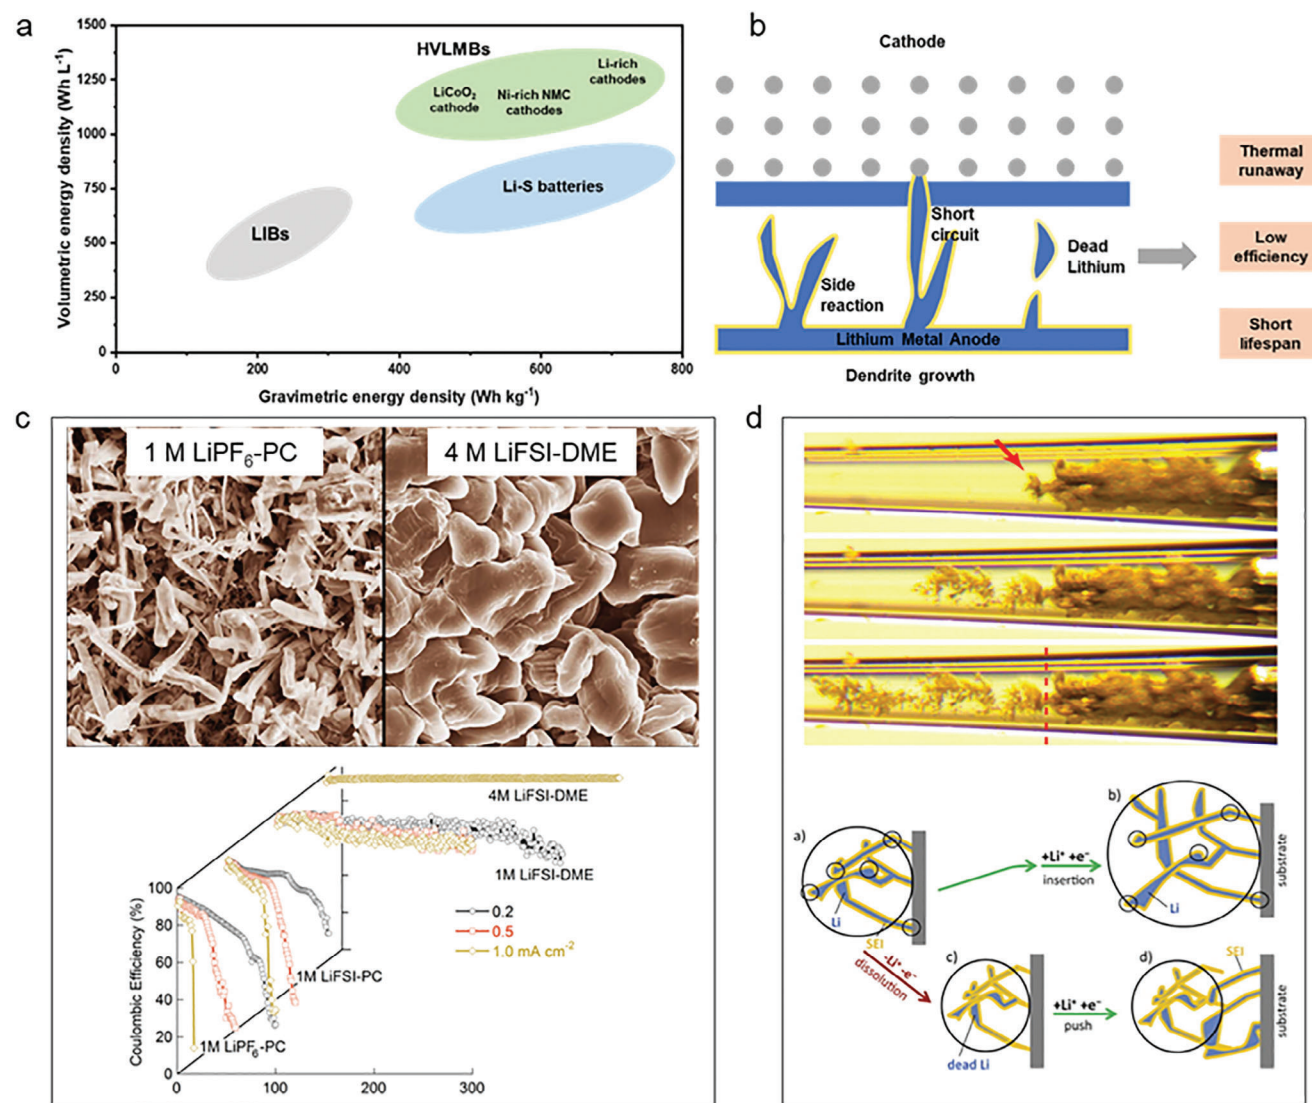 a
1500
1250
1000
750
500
250
0
0
200
400
600
800
Volumetric energy density (Wh L⁻¹)
Gravimetric energy density (Wh kg⁻¹)
HVLMBs
LiCoO₂
cathode
Ni-rich NMC
cathodes
Li-rich
cathodes
Li-S batteries
LIBs
b
Cathode
Short
circuit
Side
reaction
Dead
Lithium
Lithium Metal Anode
Dendrite growth
Thermal
runaway
Low
efficiency
Short
lifespan
c
1 M LiPF₆-PC
4 M LiFSI-DME
4M LiFSI-DME
1M LiFSI-DME
1M LiFSI-PC
1M LiPF₆-PC
0.2
0.5
1.0 mA cm⁻²
Coulombic Efficiency (%)
100
80
60
40
20
0
0
100
200
300
d
a)
Li
SEI
+Li⁺ +e⁻
insertion
b)
Li
substrate
-Li⁺-e⁻
dissolution
c)
dead Li
+Li⁺ +e⁻
push
d)
SEI
substrate